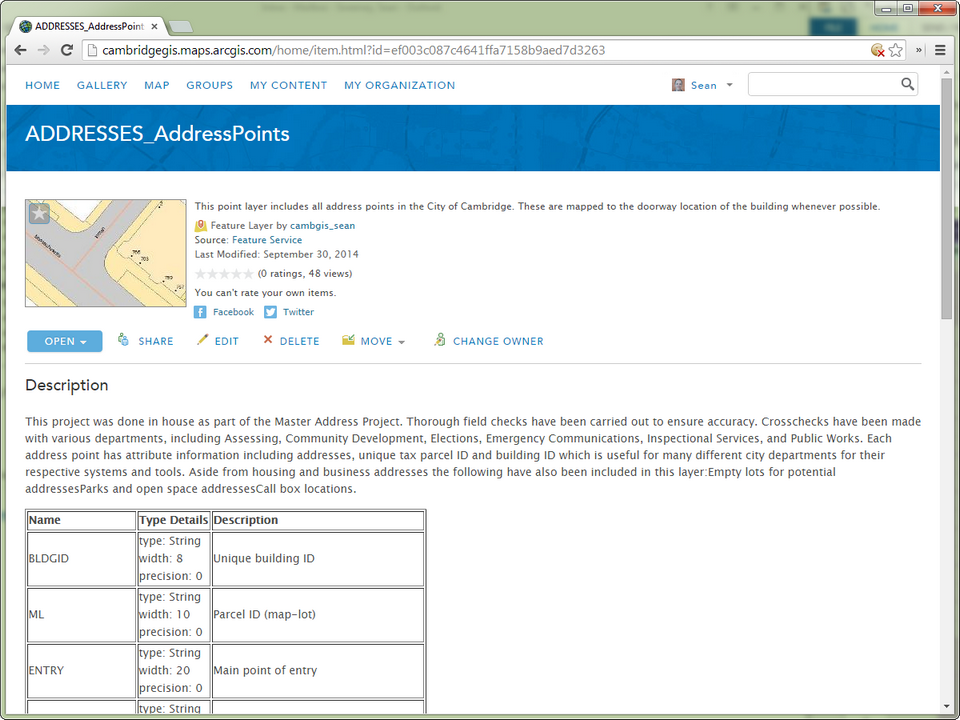 ADDRESSES_AddressPoint
cambridgegis.maps.arcgis.com/home/item.html?id=ef003c087c4641ffa7158b9aed7d3263
HOME GALLERY MAP GROUPS MY CONTENT MY ORGANIZATION Sean
ADDRESSES_AddressPoints
This point layer includes all address points in the City of Cambridge. These are mapped to the doorway location of the building whenever possible.
Feature Layer by cambgis_sean
Source: Feature Service
Last Modified: September 30, 2014
(0 ratings, 48 views)
You can't rate your own items.
Facebook Twitter
OPEN SHARE EDIT DELETE MOVE CHANGE OWNER
Description
This project was done in house as part of the Master Address Project. Thorough field checks have been carried out to ensure accuracy. Crosschecks have been made
with various departments, including Assessing, Community Development, Elections, Emergency Communications, Inspectional Services, and Public Works. Each
address point has attribute information including addresses, unique tax parcel ID and building ID which is useful for many different city departments for their
respective systems and tools. Aside from housing and business addresses the following have also been included in this layer:Empty lots for potential
addressesParks and open space addressesCall box locations.
Name Type Details Description
type: String
BLDGID width: 8 Unique building ID
precision: 0
type: String
ML width: 10 Parcel ID (map-lot)
precision: 0
type: String
ENTRY width: 20 Main point of entry
precision: 0
type: String